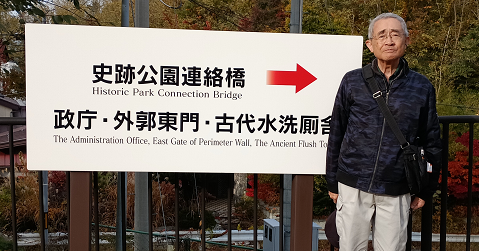 史跡公園連絡橋
Historic Park Connection Bridge
政庁・外郭東門・古代水洗厠舎
The Administration Office, East Gate of Perimeter Wall, The Ancient Flush To